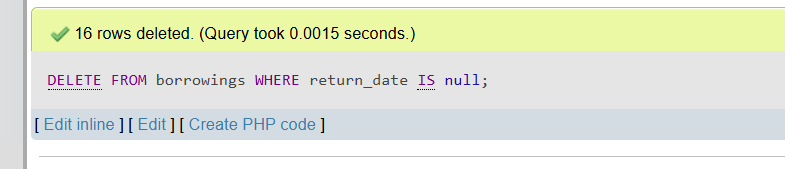 16 rows deleted. (Query took 0.0015 seconds.)
DELETE FROM borrowings WHERE return_date IS null;
[ Edit inline ] [ Edit ] [ Create PHP code ]